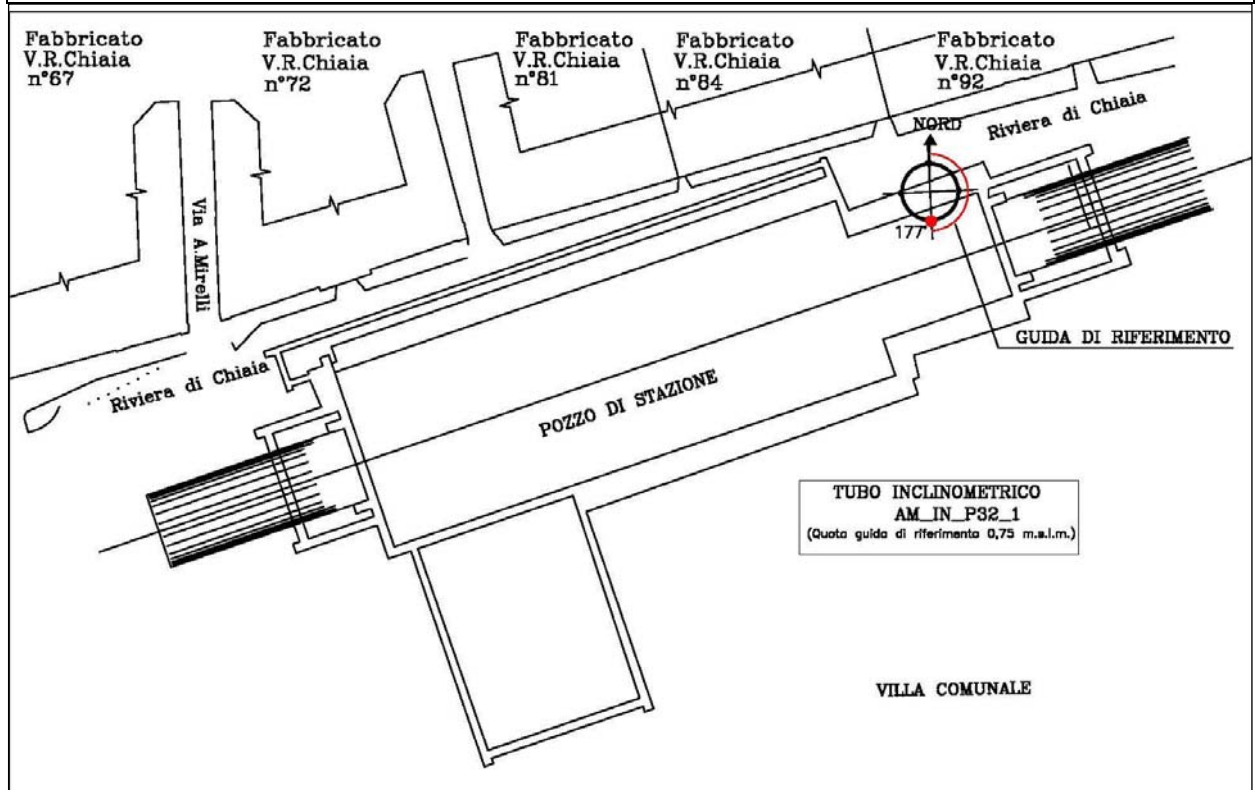 Fabbricato
V.R.Chiaia
n°67
Fabbricato
V.R.Chiaia
n°72
Fabbricato
V.R.Chiaia
n°81
Fabbricato
V.R.Chiaia
n°84
Fabbricato
V.R.Chiaia
n°92
NORD
Riviera di Chiaia
177°
Via A.Mirelli
GUIDA DI RIFERIMENTO
Riviera di Chiaia
POZZO DI STAZIONE
TUBO INCLINOMETRICO
AM_IN_P32_1
(Quota guida di riferimento 0,75 m.s.l.m.)
VILLA COMUNALE